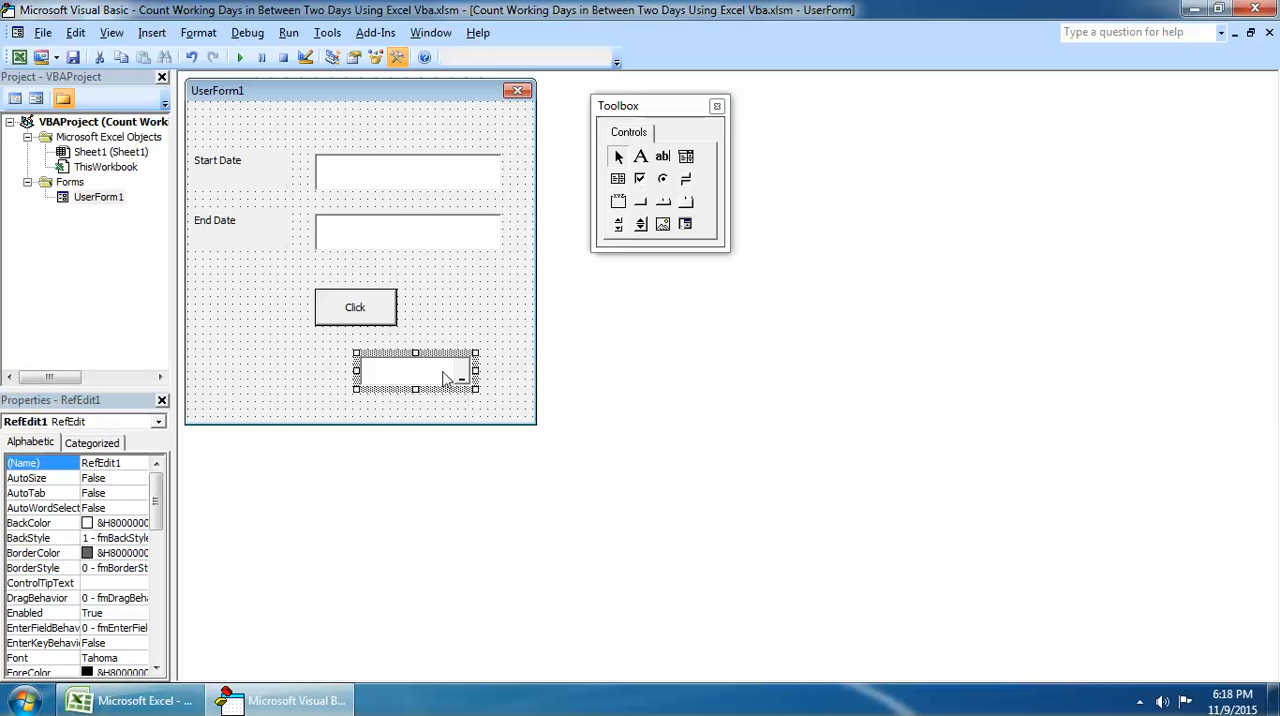 Microsoft Visual Basic - Count Working Days in Between Two Days Using Excel Vba.xlsm - [Count Working Days in Between Two Days Using Excel Vba.xlsm - UserForm1]
File Edit View Insert Format Debug Run Tools Add-Ins Window Help
Type a question for help
Project - VBAProject
VBAProject (Count Work
Microsoft Excel Objects
Sheet1 (Sheet1)
ThisWorkbook
Forms
UserForm1
Properties - RefEdit1
RefEdit1 RefEdit
Alphabetic Categorized
(Name) RefEdit1
AutoSize False
AutoTab False
AutoWordSelect False
BackColor &H8000000
BackStyle 1 - fmBackStyle
BorderColor &H8000000
BorderStyle 0 - fmBorderSt
ControlTipText
DragBehavior 0 - fmDragBeha
Enabled True
EnterFieldBehav 0 - fmEnterFiel
EnterKeyBehavi False
Font Tahoma
ForeColor &H8000000
UserForm1
Start Date
End Date
Click
Toolbox
Controls
ab|
XYZ
Microsoft Excel - ...
Microsoft Visual B...
6:18 PM
11/9/2015